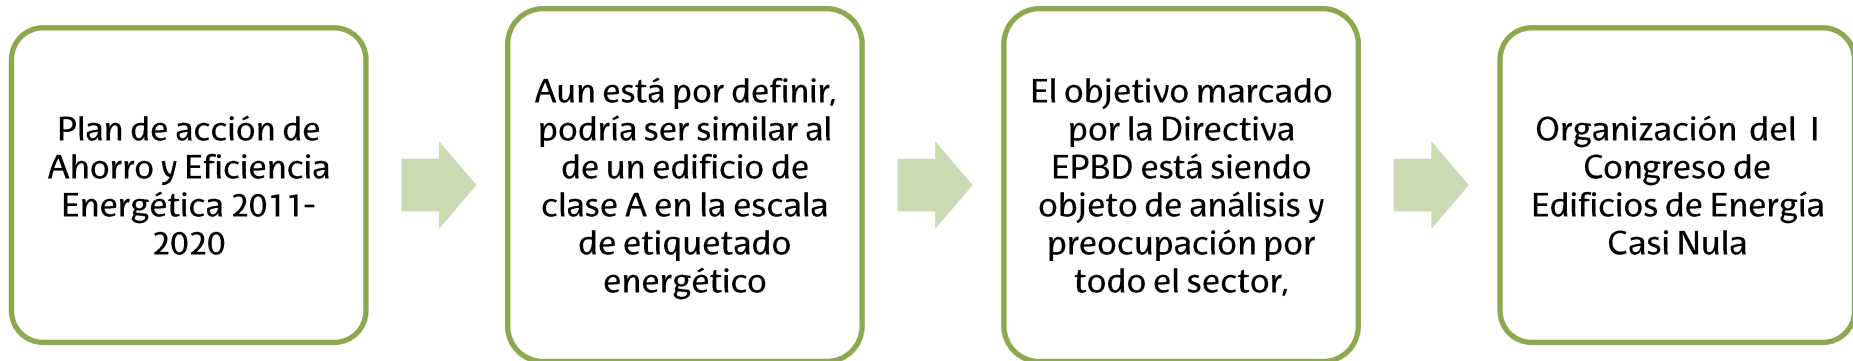 Plan de acción de
Ahorro y Eficiencia
Energética 2011-
2020
Aun está por definir,
podría ser similar al
de un edificio de
clase A en la escala
de etiquetado
energético
El objetivo marcado
por la Directiva
EPBD está siendo
objeto de análisis y
preocupación por
todo el sector,
Organización del I
Congreso de
Edificios de Energía
Casi Nula